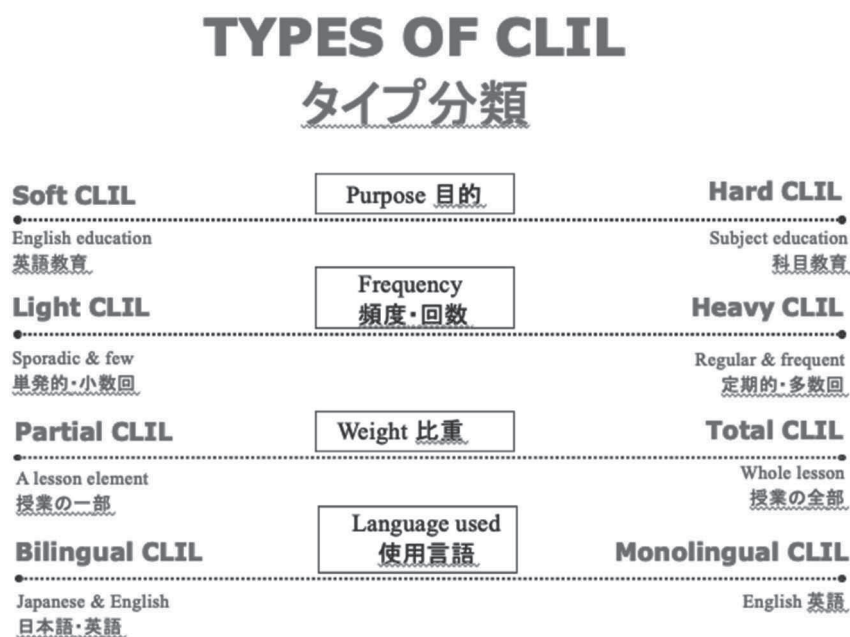 TYPES OF CLIL
タイプ分類
Soft CLIL
Purpose 目的
Hard CLIL
English education
英語教育
Subject education
科目教育
Light CLIL
Frequency
頻度・回数
Heavy CLIL
Sporadic & few
単発的・小数回
Regular & frequent
定期的・多数回
Partial CLIL
Weight 比重
Total CLIL
A lesson element
授業の一部
Whole lesson
授業の全部
Bilingual CLIL
Language used
使用言語
Monolingual CLIL
Japanese & English
日本語・英語
English 英語